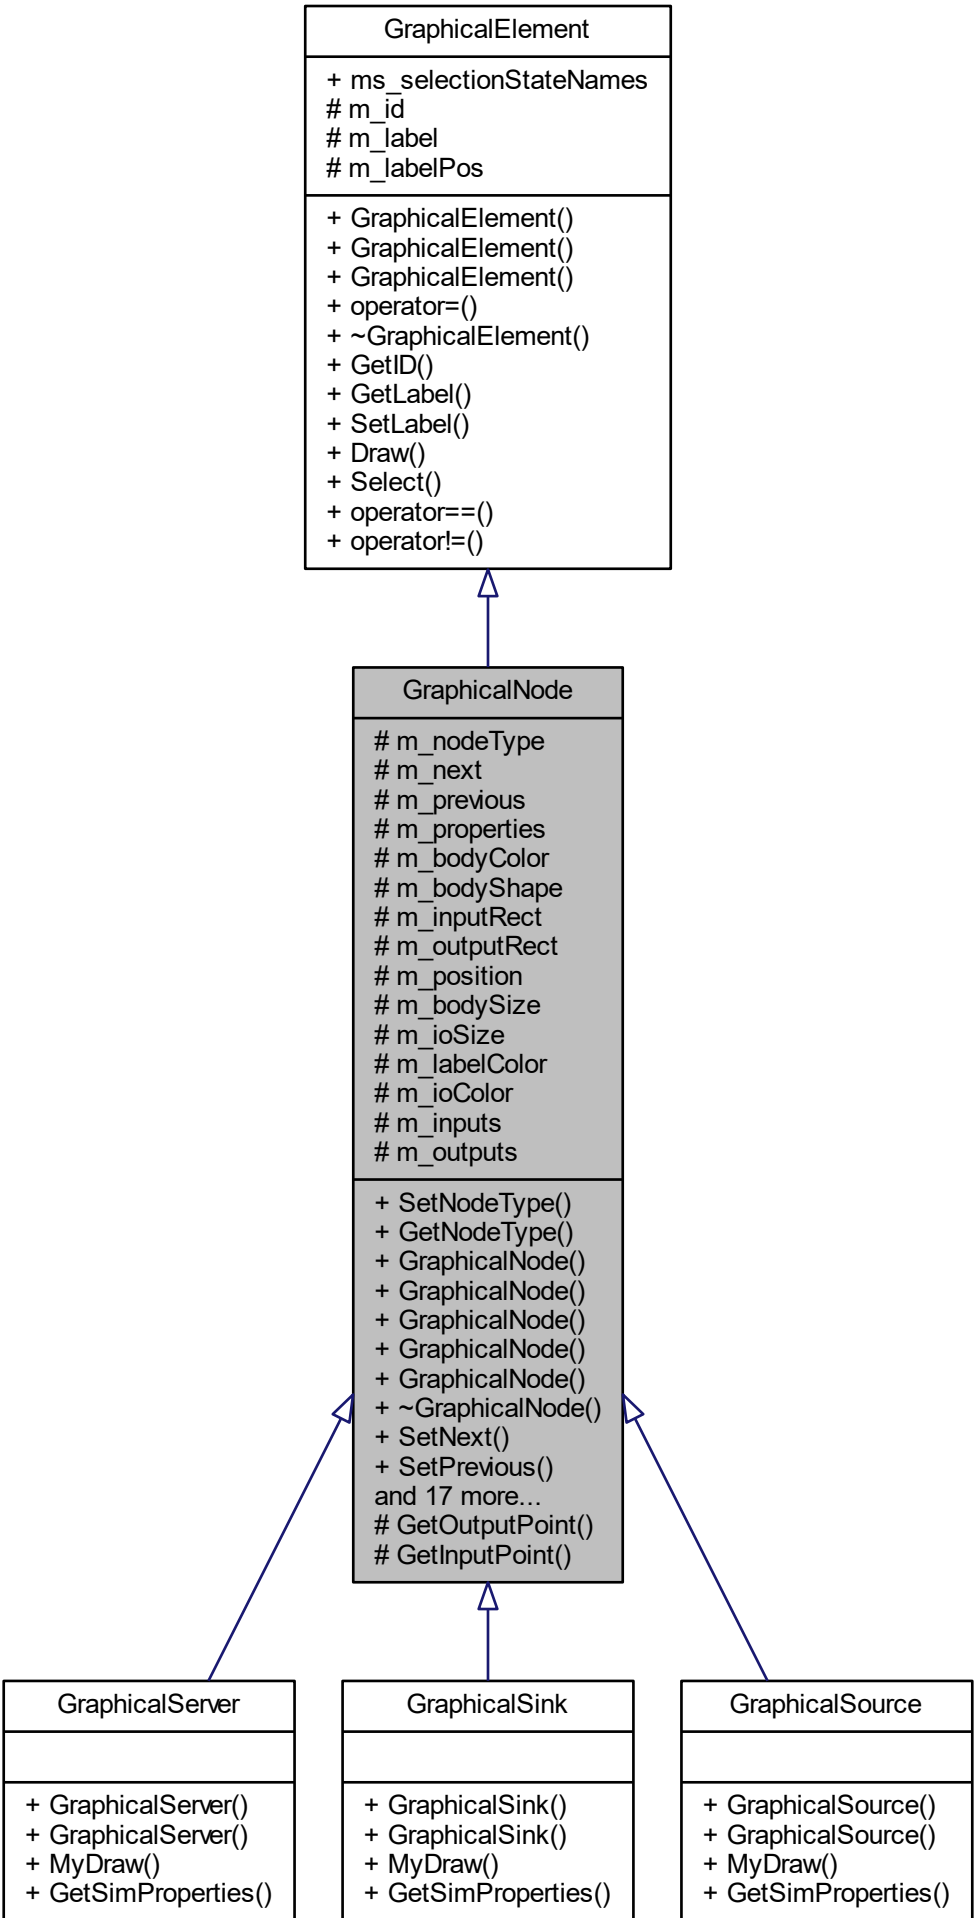 GraphicalElement
+ ms_selectionStateNames
# m_id
# m_label
# m_labelPos
+ GraphicalElement()
+ GraphicalElement()
+ GraphicalElement()
+ operator=()
+ ~GraphicalElement()
+ GetID()
+ GetLabel()
+ SetLabel()
+ Draw()
+ Select()
+ operator==()
+ operator!=()
GraphicalNode
# m_nodeType
# m_next
# m_previous
# m_properties
# m_bodyColor
# m_bodyShape
# m_inputRect
# m_outputRect
# m_position
# m_bodySize
# m_ioSize
# m_labelColor
# m_ioColor
# m_inputs
# m_outputs
+ SetNodeType()
+ GetNodeType()
+ GraphicalNode()
+ GraphicalNode()
+ GraphicalNode()
+ GraphicalNode()
+ GraphicalNode()
+ ~GraphicalNode()
+ SetNext()
+ SetPrevious()
and 17 more...
# GetOutputPoint()
# GetInputPoint()
GraphicalServer
+ GraphicalServer()
+ GraphicalServer()
+ MyDraw()
+ GetSimProperties()
GraphicalSink
+ GraphicalSink()
+ GraphicalSink()
+ MyDraw()
+ GetSimProperties()
GraphicalSource
+ GraphicalSource()
+ GraphicalSource()
+ MyDraw()
+ GetSimProperties()